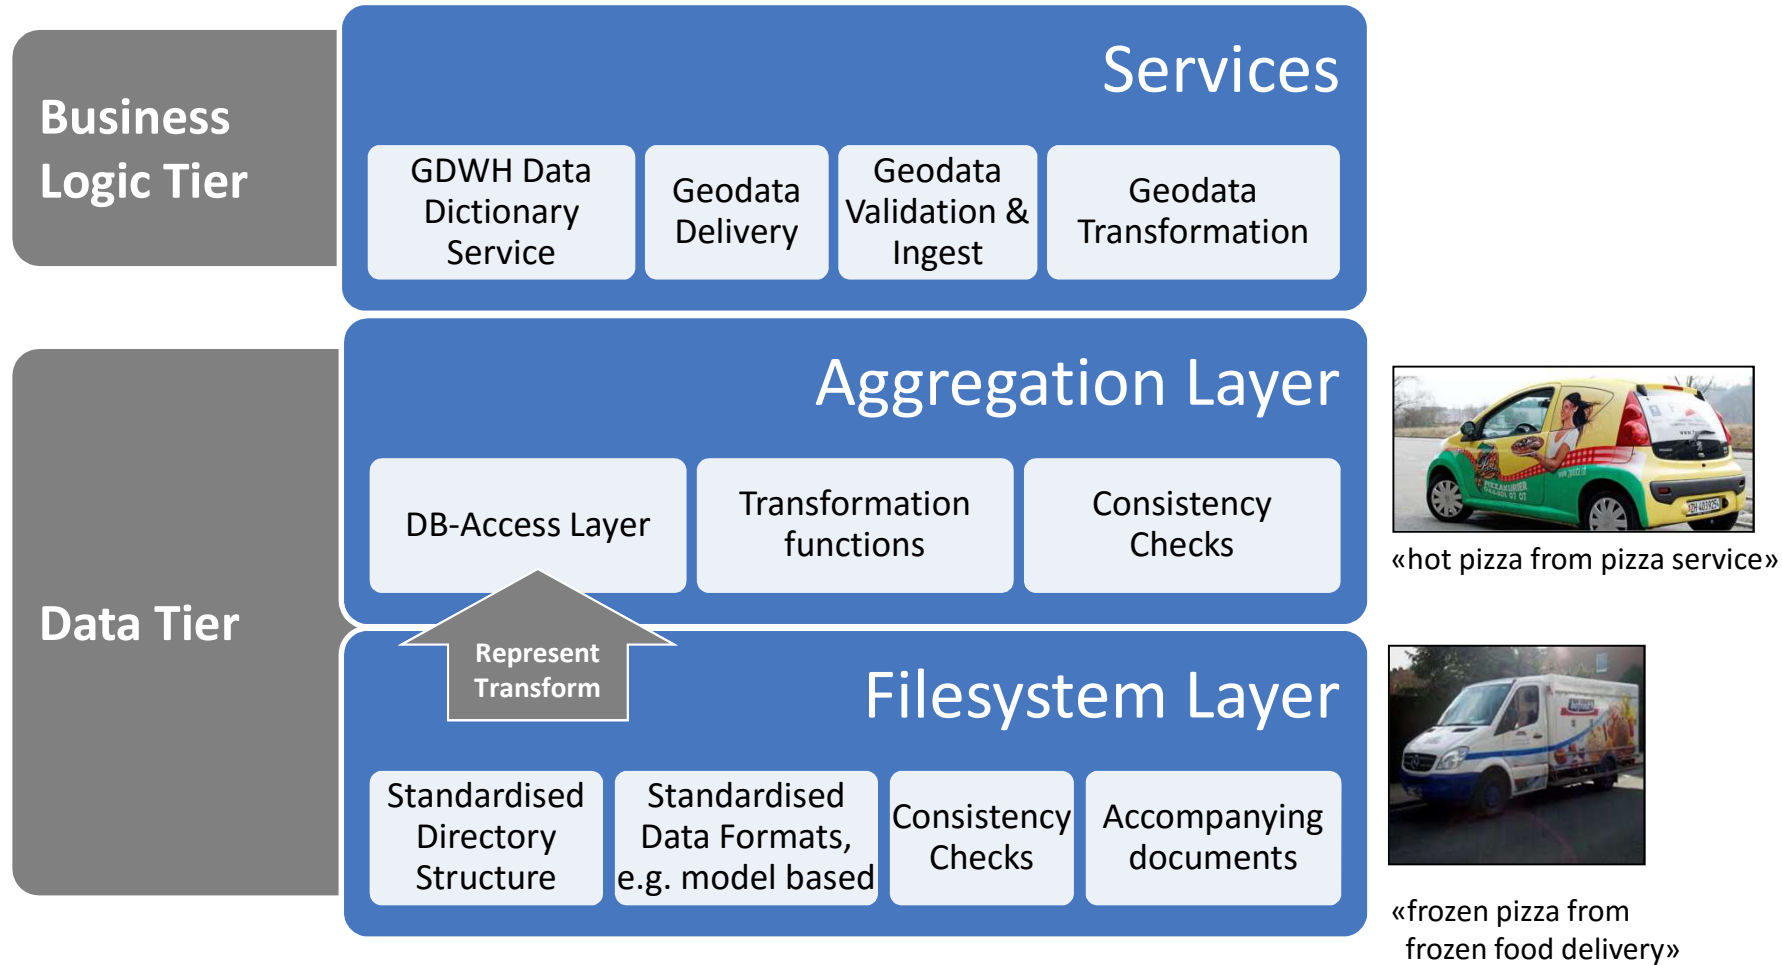 Business
Logic Tier
Services
GDWH Data
Dictionary
Service
Geodata
Delivery
Geodata
Validation &
Ingest
Geodata
Transformation
Data Tier
Aggregation Layer
DB-Access Layer
Transformation
functions
Consistency
Checks
«hot pizza from pizza service»
Represent
Transform
Filesystem Layer
Standardised
Directory
Structure
Standardised
Data Formats,
e.g. model based
Consistency
Checks
Accompanying
documents
«frozen pizza from
frozen food delivery»